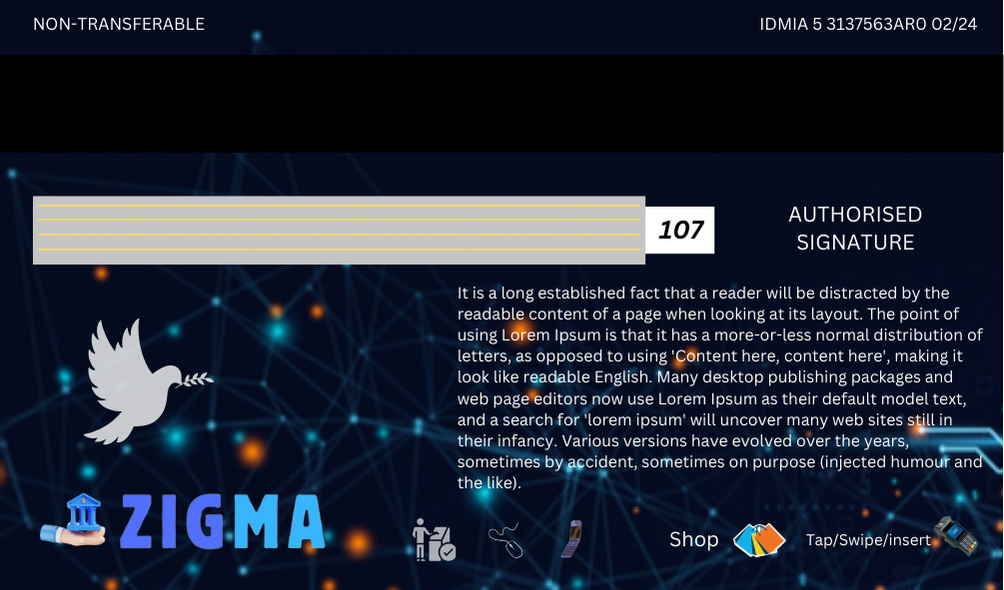 NON-TRANSFERABLE
IDMIA 5 3137563AR0 02/24
107
AUTHORISED
SIGNATURE
It is a long established fact that a reader will be distracted by the
readable content of a page when looking at its layout. The point of
using Lorem Ipsum is that it has a more-or-less normal distribution of
letters, as opposed to using 'Content here, content here', making it
look like readable English. Many desktop publishing packages and
web page editors now use Lorem Ipsum as their default model text,
and a search for 'lorem ipsum' will uncover many web sites still in
their infancy. Various versions have evolved over the years,
sometimes by accident, sometimes on purpose (injected humour and
the like).
ZIGMA
Shop
Tap/Swipe/insert